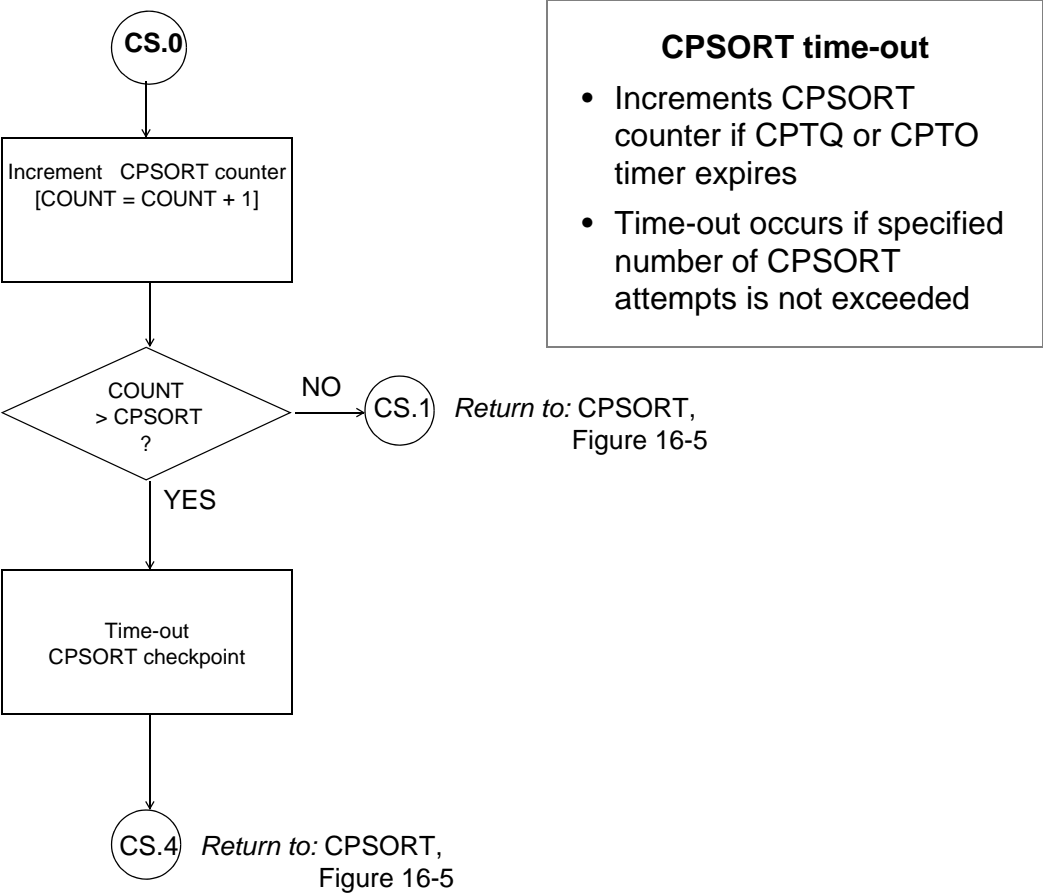 CS.0
Increment CPSORT counter
[COUNT = COUNT + 1]
COUNT
> CPSORT
?
NO
CS.1
Return to: CPSORT,
Figure 16-5
YES
Time-out
CPSORT checkpoint
CS.4
Return to: CPSORT,
Figure 16-5
CPSORT time-out
• Increments CPSORT
counter if CPTQ or CPTO
timer expires
• Time-out occurs if specified
number of CPSORT
attempts is not exceeded